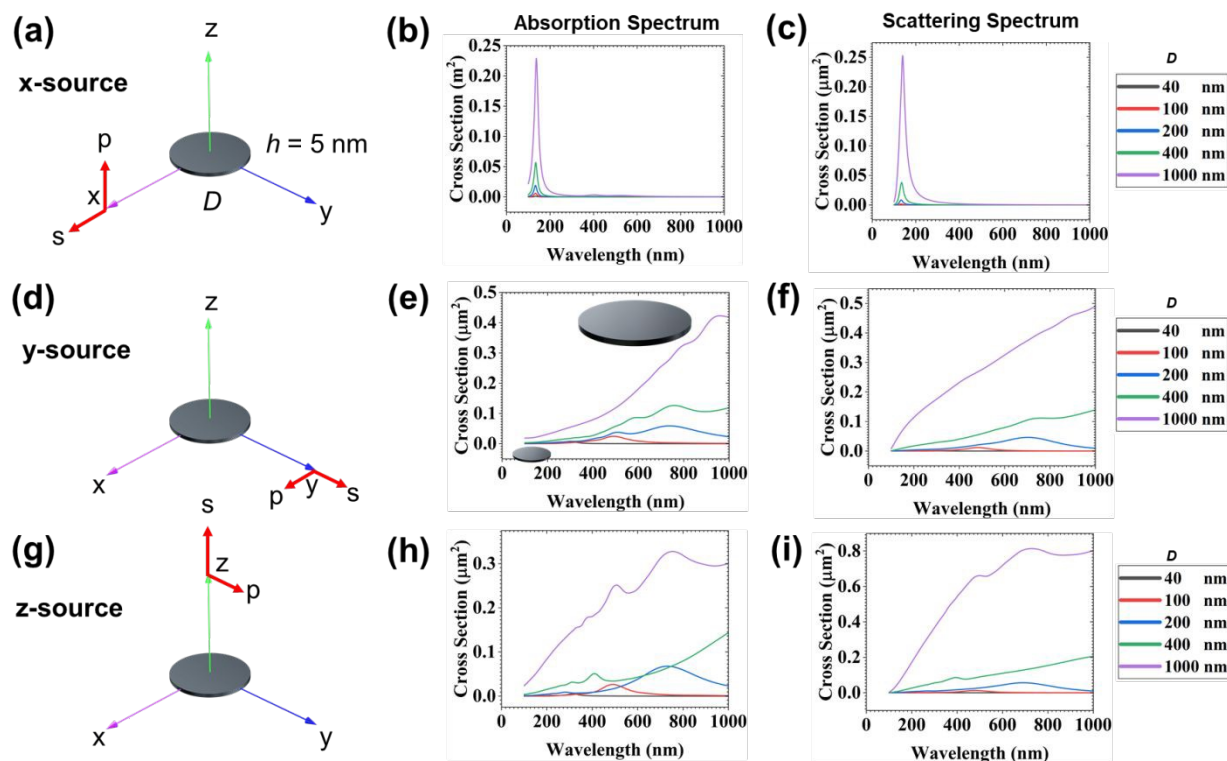 Absorption Spectrum
Scattering Spectrum
(a)
x-source
z
p
x
s
D
h = 5 nm
y
(b)
Cross Section (m²)
0.25
0.20
0.15
0.10
0.05
0.00
0 200 400 600 800 1000
Wavelength (nm)
(c)
Cross Section (μm²)
0.25
0.20
0.15
0.10
0.05
0.00
0 200 400 600 800 1000
Wavelength (nm)
D
40 nm
100 nm
200 nm
400 nm
1000 nm
(d)
y-source
z
x
p
y
s
(e)
Cross Section (μm²)
0.5
0.4
0.3
0.2
0.1
0.0
0 200 400 600 800 1000
Wavelength (nm)
(f)
Cross Section (μm²)
0.5
0.4
0.3
0.2
0.1
0.0
0 200 400 600 800 1000
Wavelength (nm)
D
40 nm
100 nm
200 nm
400 nm
1000 nm
(g)
z-source
s
z
p
x
y
(h)
Cross Section (μm²)
0.3
0.2
0.1
0.0
0 200 400 600 800 1000
Wavelength (nm)
(i)
Cross Section (μm²)
0.8
0.6
0.4
0.2
0.0
0 200 400 600 800 1000
Wavelength (nm)
D
40 nm
100 nm
200 nm
400 nm
1000 nm